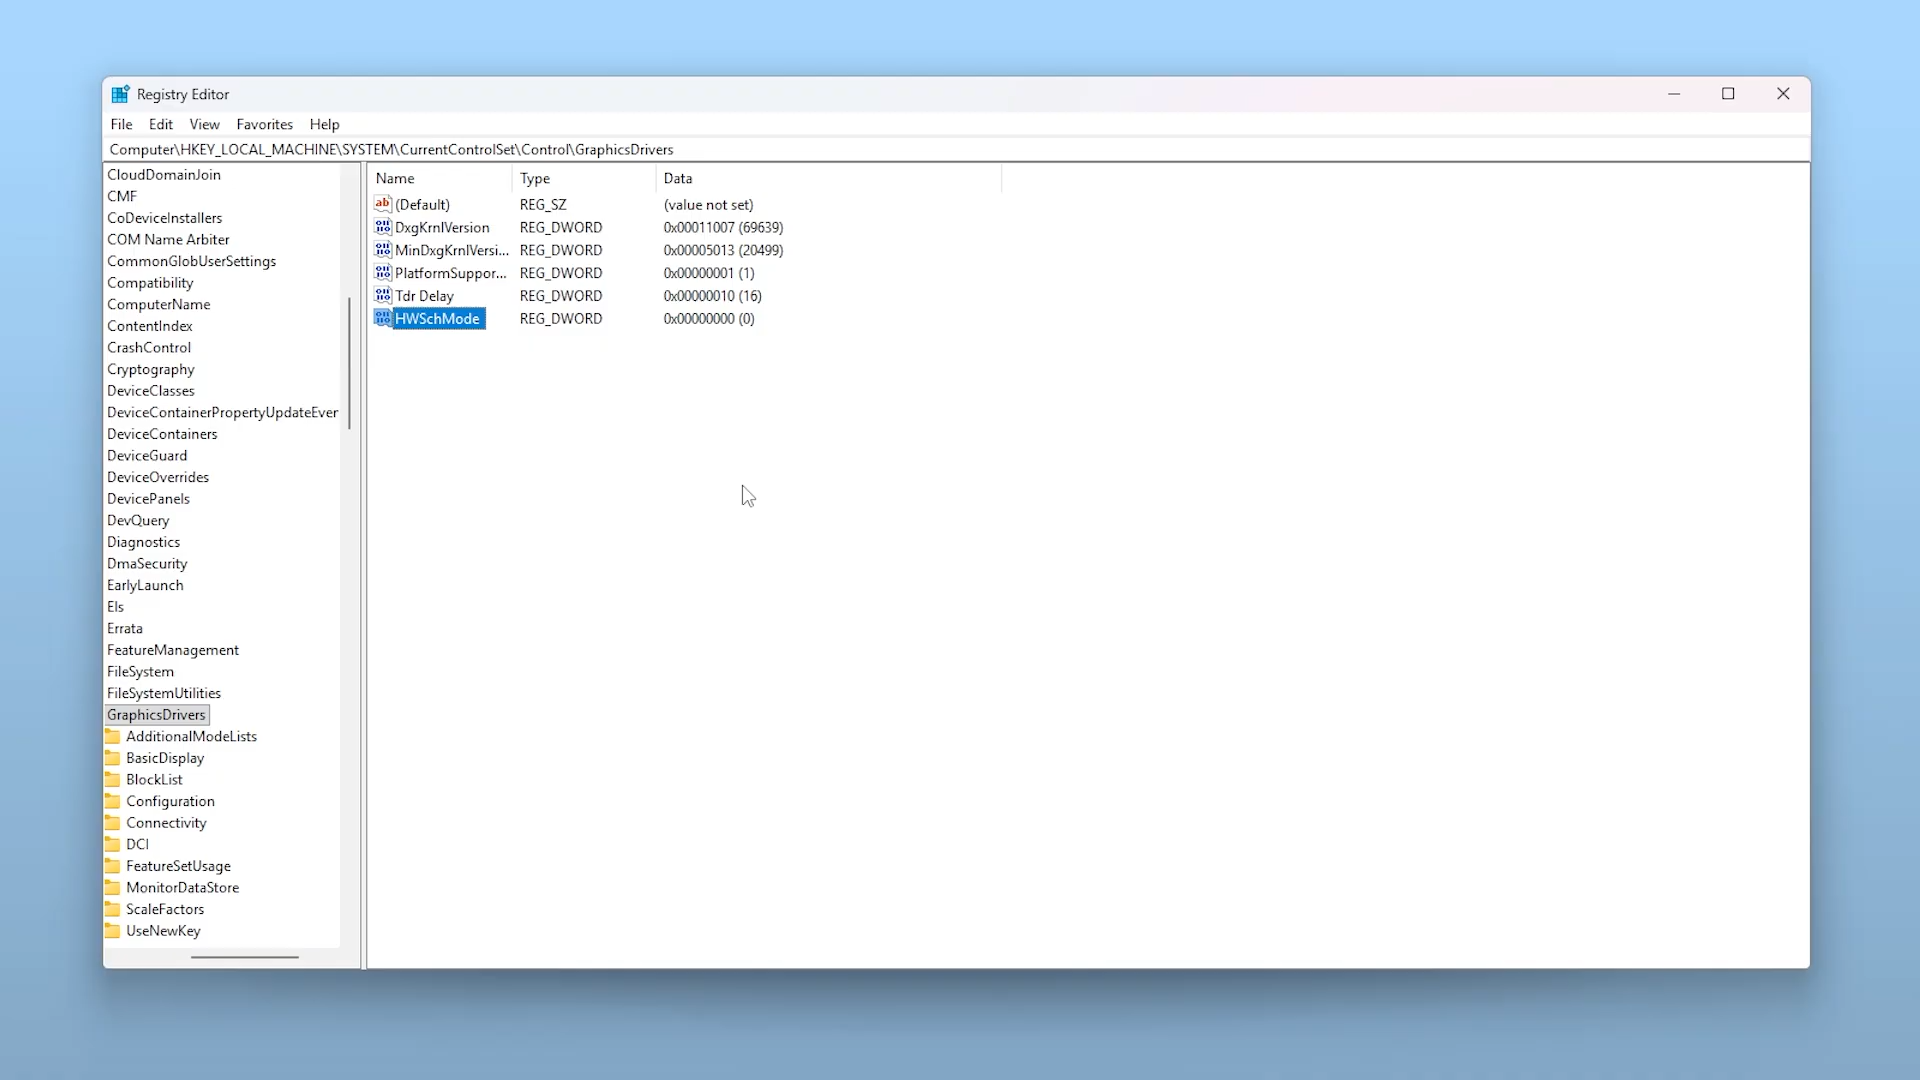 Registry Editor
File Edit View Favorites Help
Computer\HKEY_LOCAL_MACHINE\SYSTEM\CurrentControlSet\Control\GraphicsDrivers
CloudDomainJoin
CMF
CoDeviceInstallers
COM Name Arbiter
CommonGlobUserSettings
Compatibility
ComputerName
ContentIndex
CrashControl
Cryptography
DeviceClasses
DeviceContainerPropertyUpdateEver
DeviceContainers
DeviceGuard
DeviceOverrides
DevicePanels
DevQuery
Diagnostics
DmaSecurity
EarlyLaunch
Els
Errata
FeatureManagement
FileSystem
FileSystemUtilities
GraphicsDrivers
AdditionalModeLists
BasicDisplay
BlockList
Configuration
Connectivity
DCI
FeatureSetUsage
MonitorDataStore
ScaleFactors
UseNewKey
Name Type Data
(Default) REG_SZ (value not set)
DxgKrnlVersion REG_DWORD 0x00011007 (69639)
MinDxgKrnlVersi... REG_DWORD 0x00005013 (20499)
PlatformSuppor... REG_DWORD 0x00000001 (1)
Tdr Delay REG_DWORD 0x00000010 (16)
HWSchMode REG_DWORD 0x00000000 (0)